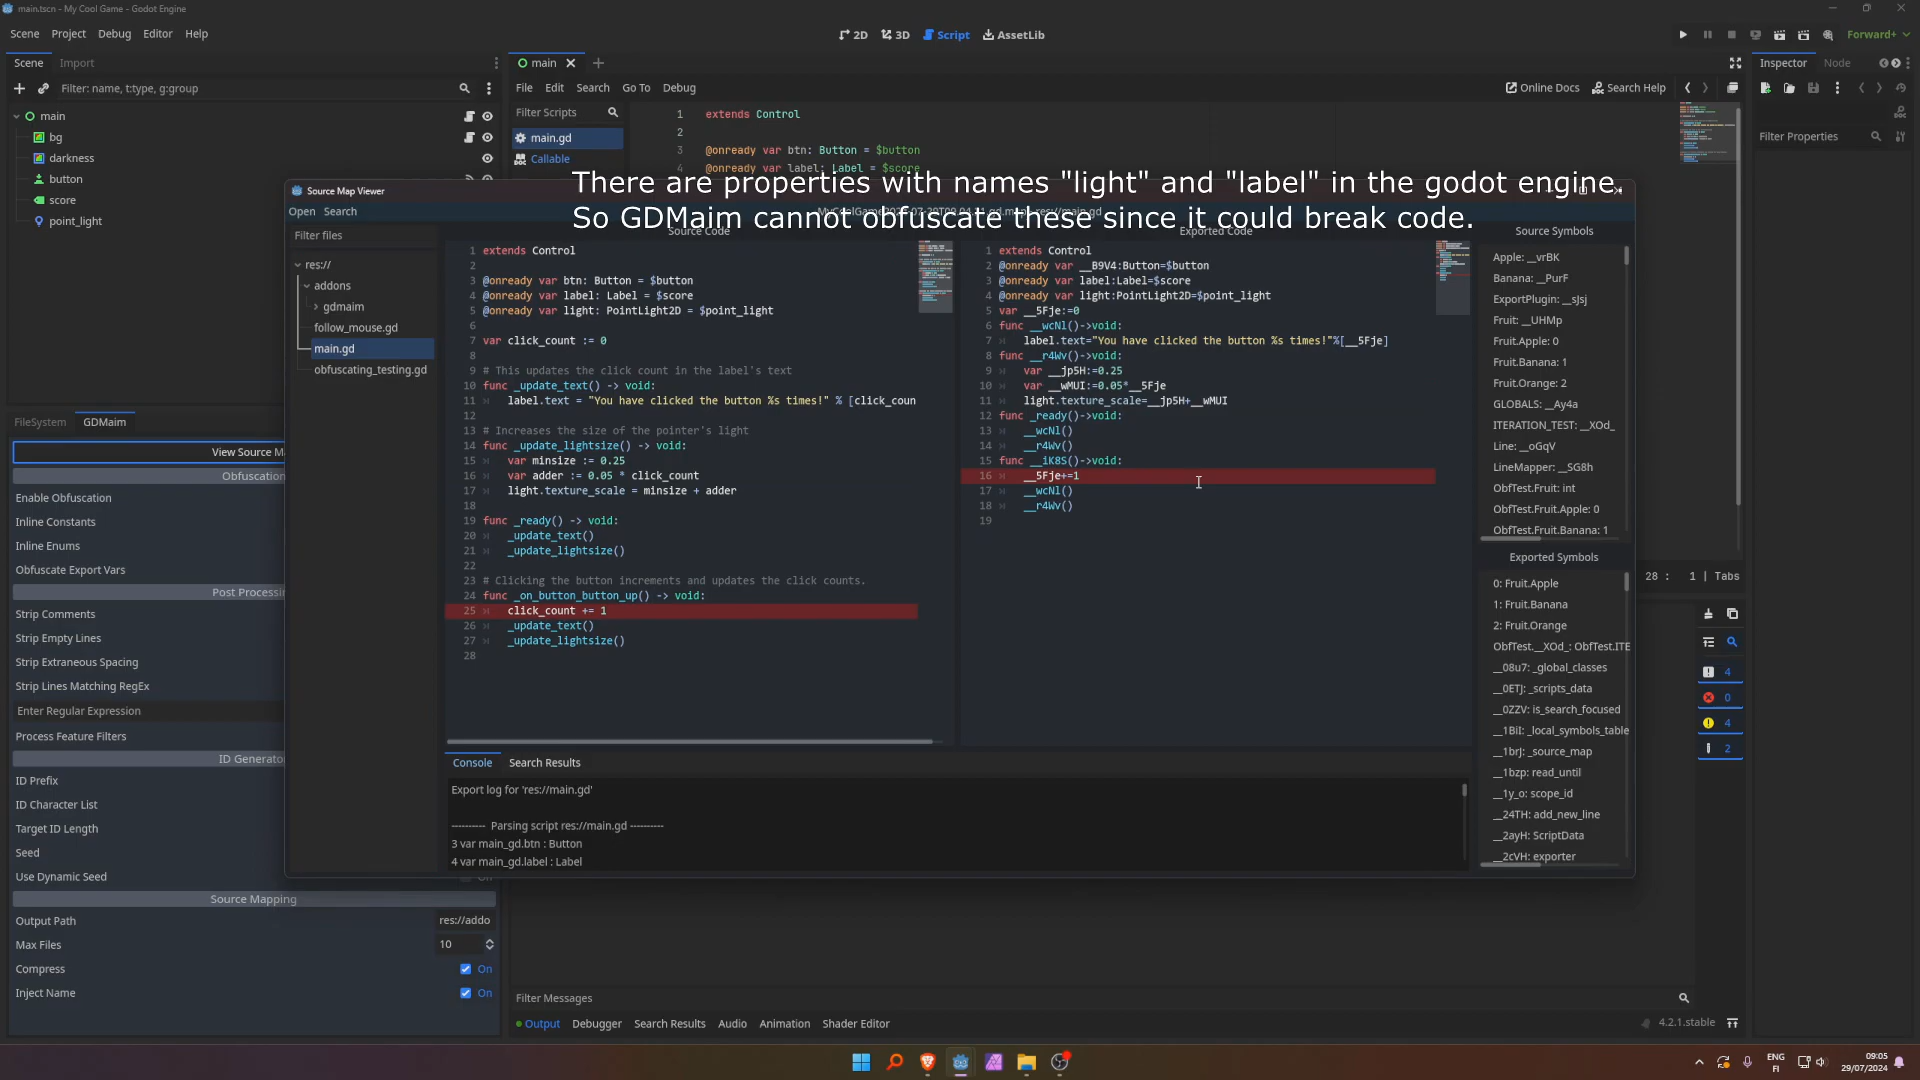 main.tscn - My Cool Game - Godot Engine
Scene Project Debug Editor Help
2D 3D Script AssetLib
Forward+
Scene Import
Filter: name, t:type, g:group
main
bg
darkness
button
score
point_light
main
File Edit Search Go To Debug
Online Docs Search Help
Filter Scripts
main.gd
Callable
1 extends Control
2
3 @onready var btn: Button = $button
4 @onready var label: Label = $score
Inspector Node
Filter Properties
There are properties with names "light" and "label" in the godot engine.
So GDMaim cannot obfuscate these since it could break code.
Source Map Viewer
Open Search
Filter files
res://
addons
gdmaim
follow_mouse.gd
main.gd
obfuscating_testing.gd
Source Code
1 extends Control
2
3 @onready var btn: Button = $button
4 @onready var label: Label = $score
5 @onready var light: PointLight2D = $point_light
6
7 var click_count := 0
8
9 # This updates the click count in the label's text
10 func _update_text() -> void:
11 label.text = "You have clicked the button %s times!" % [click_coun
12
13 # Increases the size of the pointer's light
14 func _update_lightsize() -> void:
15 var minsize := 0.25
16 var adder := 0.05 * click_count
17 light.texture_scale = minsize + adder
18
19 func _ready() -> void:
20 _update_text()
21 _update_lightsize()
22
23 # Clicking the button increments and updates the click counts.
24 func _on_button_button_up() -> void:
25 click_count += 1
26 _update_text()
27 _update_lightsize()
28
Exported Code
1 extends Control
2 @onready var __B9V4:Button=$button
3 @onready var label:Label=$score
4 @onready var light:PointLight2D=$point_light
5 var __5Fje:=0
6 func __wcNl()->void:
7 label.text="You have clicked the button %s times!"%[__5Fje]
8 func __r4Wv()->void:
9 var __jp5H:=0.25
10 var __wMUI:=0.05*__5Fje
11 light.texture_scale=__jp5H+__wMUI
12 func _ready()->void:
13 __wcNl()
14 __r4Wv()
15 func __iK8S()->void:
16 __5Fje+=1
17 __wcNl()
18 __r4Wv()
19
Source Symbols
Apple: __vrBK
Banana: __PurF
ExportPlugin: __sJsj
Fruit: __UHMp
Fruit.Apple: 0
Fruit.Banana: 1
Fruit.Orange: 2
GLOBALS: __Ay4a
ITERATION_TEST: __XOd_
Line: __oGqV
LineMapper: __SG8h
ObfTest.Fruit: int
ObfTest.Fruit.Apple: 0
ObfTest.Fruit.Banana: 1
Exported Symbols
0: Fruit.Apple
1: Fruit.Banana
2: Fruit.Orange
ObfTest.__XOd_: ObfTest.ITE
__08u7: _global_classes
__0ETJ: _scripts_data
__0ZZV: is_search_focused
__1BiI: _local_symbols_table
__1brJ: _source_map
__1bzp: read_until
__1y_o: scope_id
__24TH: add_new_line
__2ayH: ScriptData
__2cVH: exporter
Console Search Results
Export log for 'res://main.gd'
---------- Parsing script res://main.gd ----------
3 var main_gd.btn : Button
4 var main_gd.label : Label
FileSystem GDMaim
View Source M
Obfuscation
Enable Obfuscation
Inline Constants
Inline Enums
Obfuscate Export Vars
Post Processi
Strip Comments
Strip Empty Lines
Strip Extraneous Spacing
Strip Lines Matching RegEx
Enter Regular Expression
Process Feature Filters
ID Generato
ID Prefix
ID Character List
Target ID Length
Seed
Use Dynamic Seed On
Source Mapping
Output Path res://addo
Max Files 10
Compress On
Inject Name On
28 : 1 | Tabs
4
0
4
2
Filter Messages
Output Debugger Search Results Audio Animation Shader Editor
4.2.1.stable
ENG
FI
09:05
29/07/2024